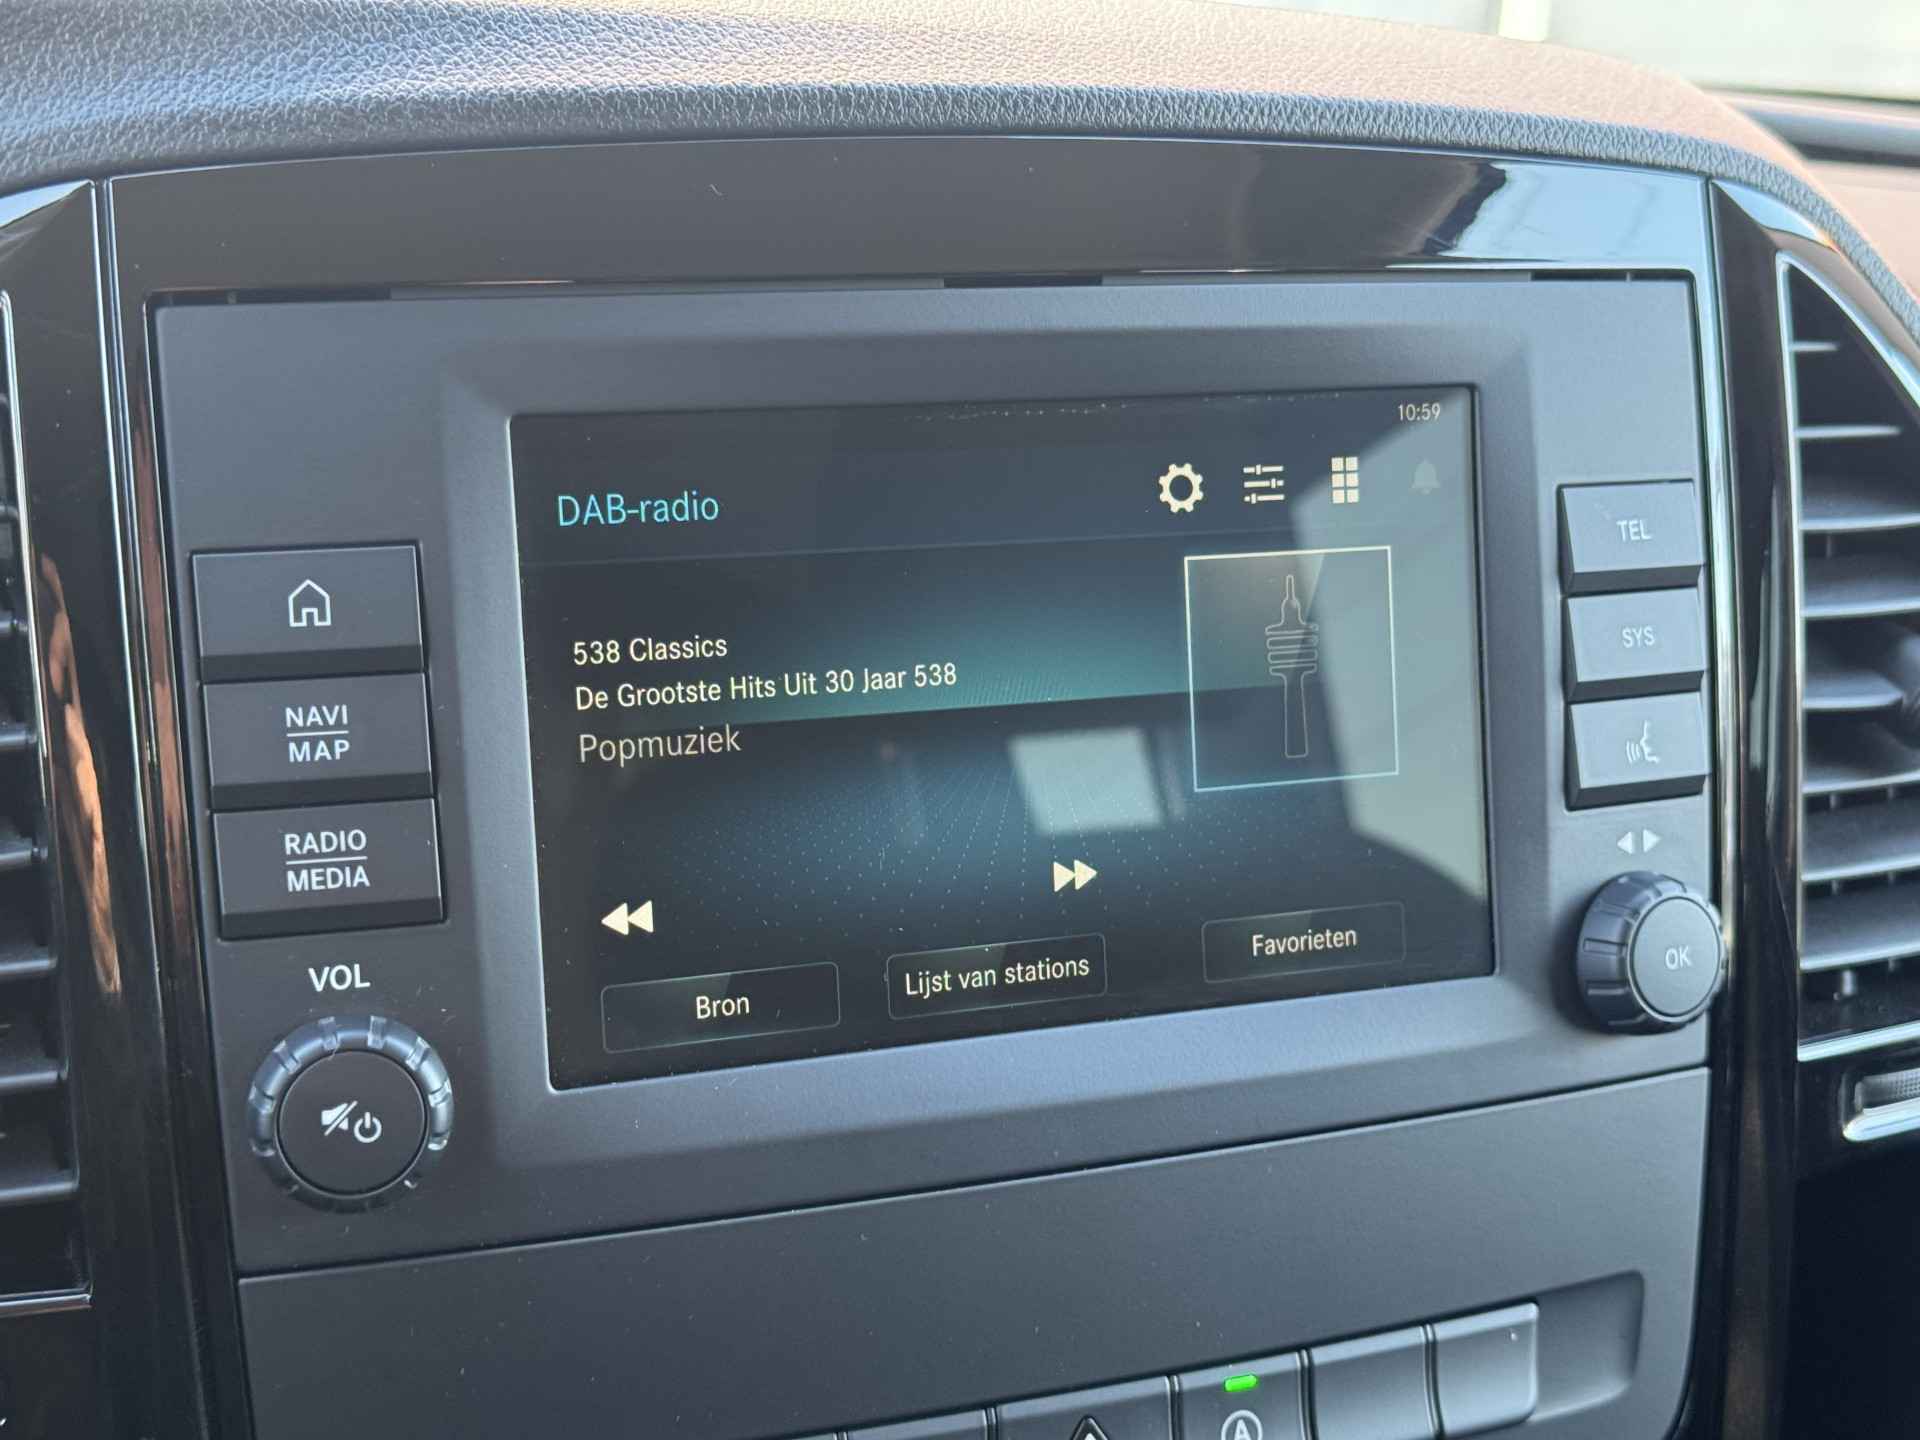 10:59
DAB-radio
538 Classics
De Grootste Hits Uit 30 Jaar 538
Popmuziek
Bron
Lijst van stations
Favorieten
NAVI
MAP
RADIO
MEDIA
VOL
TEL
SYS
OK
A